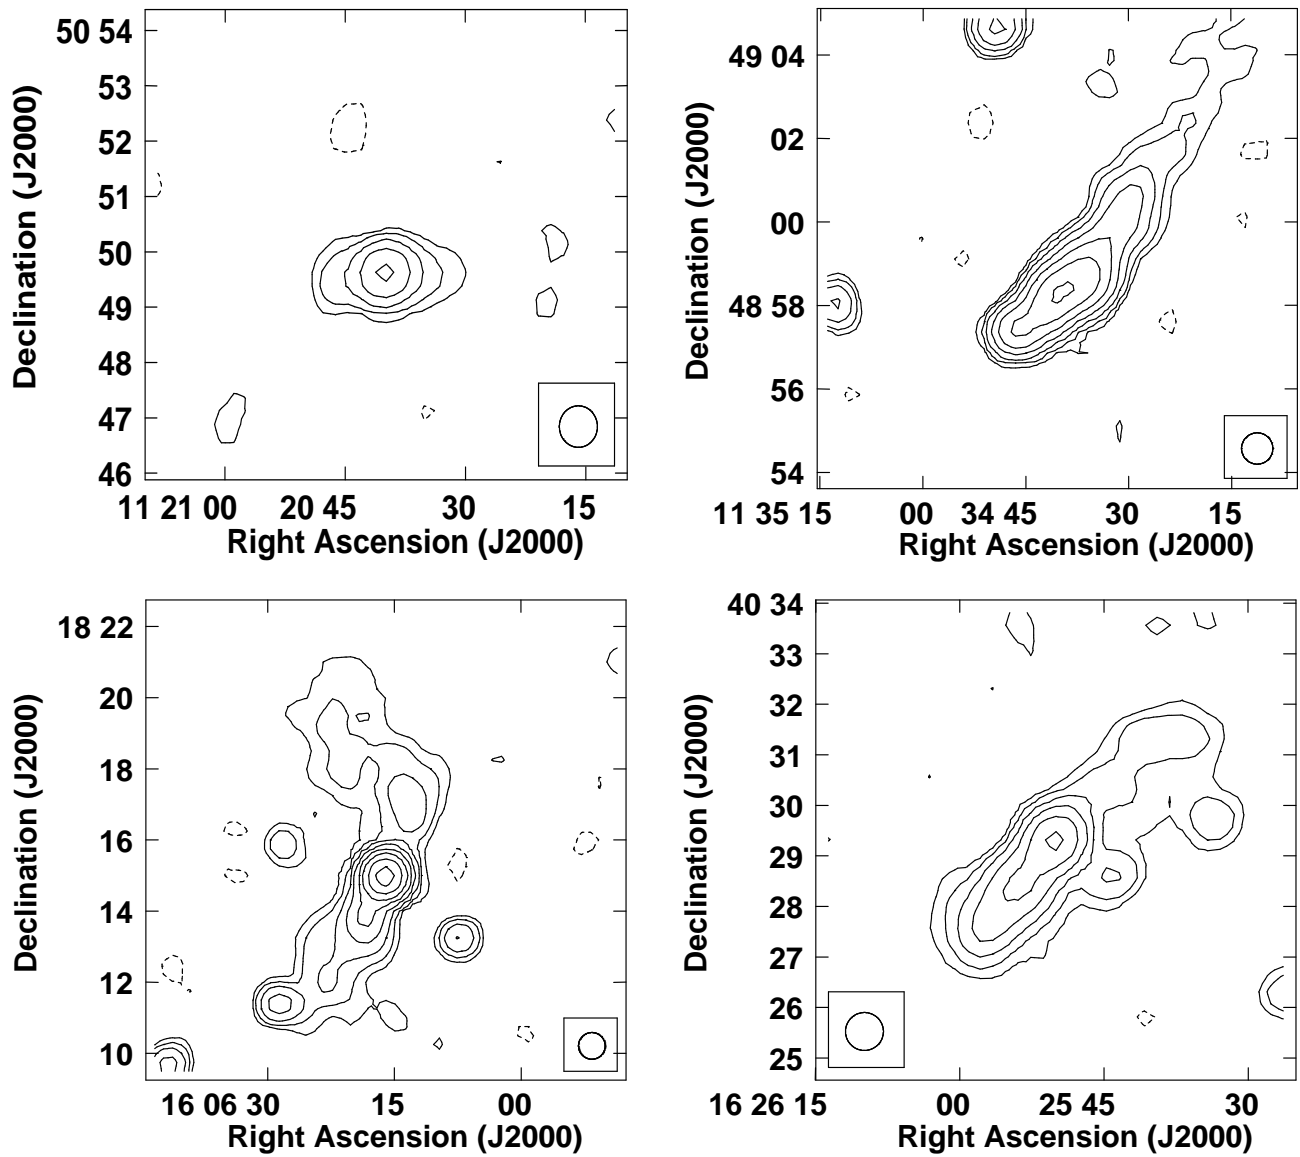 50 54
53
52
51
50
49
48
47
46
Declination (J2000)
11 21 00 20 45 30 15
Right Ascension (J2000)
49 04
02
00
48 58
56
54
Declination (J2000)
11 35 15 00 34 45 30 15
Right Ascension (J2000)
18 22
20
18
16
14
12
10
Declination (J2000)
16 06 30 15 00
Right Ascension (J2000)
40 34
33
32
31
30
29
28
27
26
25
Declination (J2000)
16 26 15 00 25 45 30
Right Ascension (J2000)